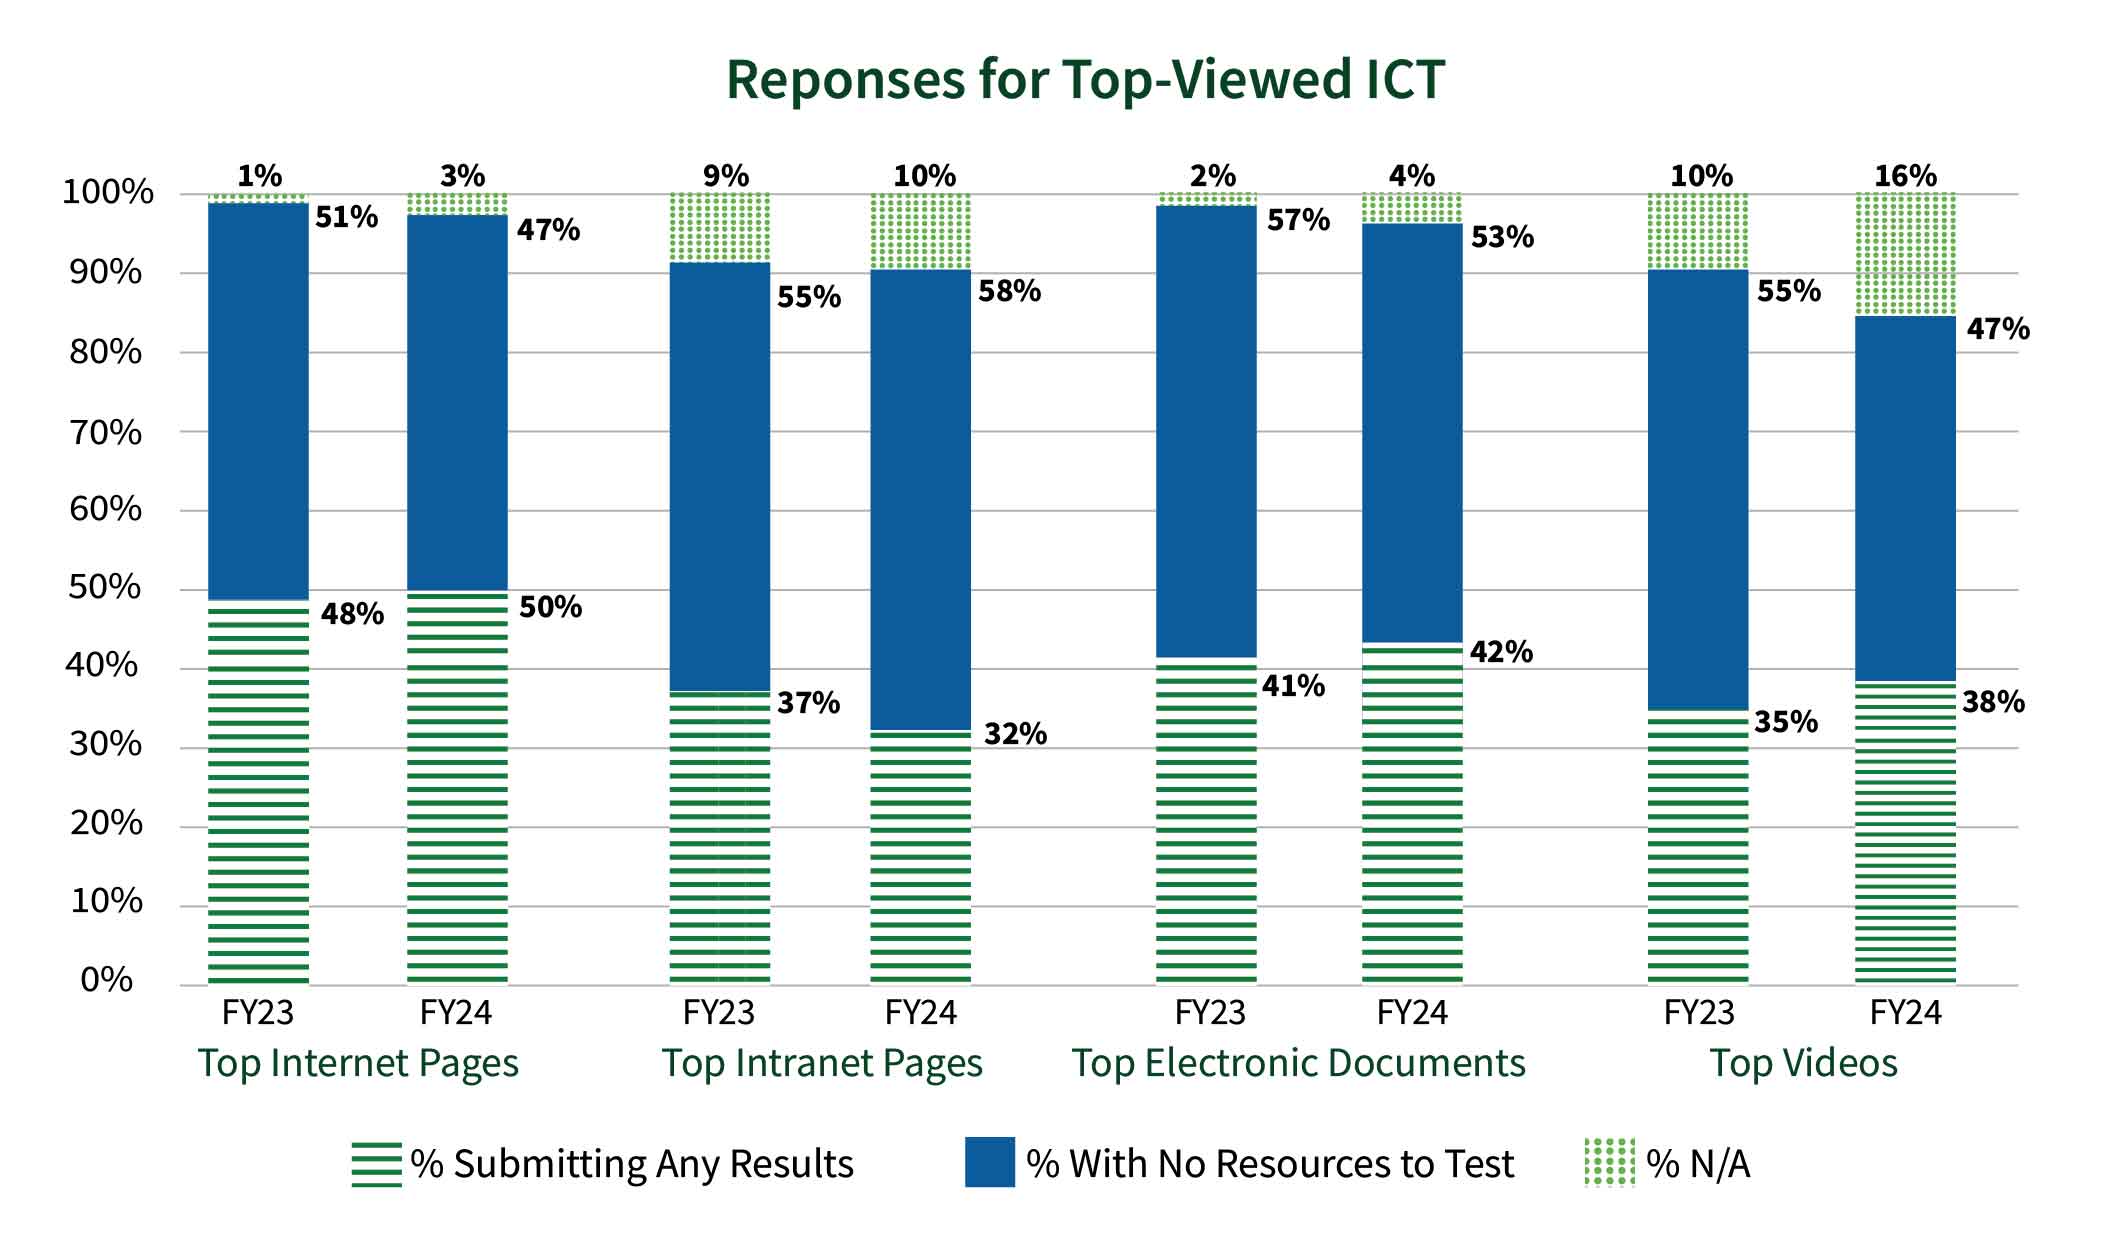 Reponses for Top-Viewed ICT
1% 3% 9% 10% 2% 4% 10% 16%
100%
51% 47% 57% 53%
90%
55% 58% 55%
80%
47%
70%
60%
50%
48% 50%
40%
42%
37% 41% 38%
32% 35%
30%
20%
10%
0%
FY23 FY24 FY23 FY24 FY23 FY24 FY23 FY24
Top Internet Pages Top Intranet Pages Top Electronic Documents Top Videos
% Submitting Any Results % With No Resources to Test % N/A